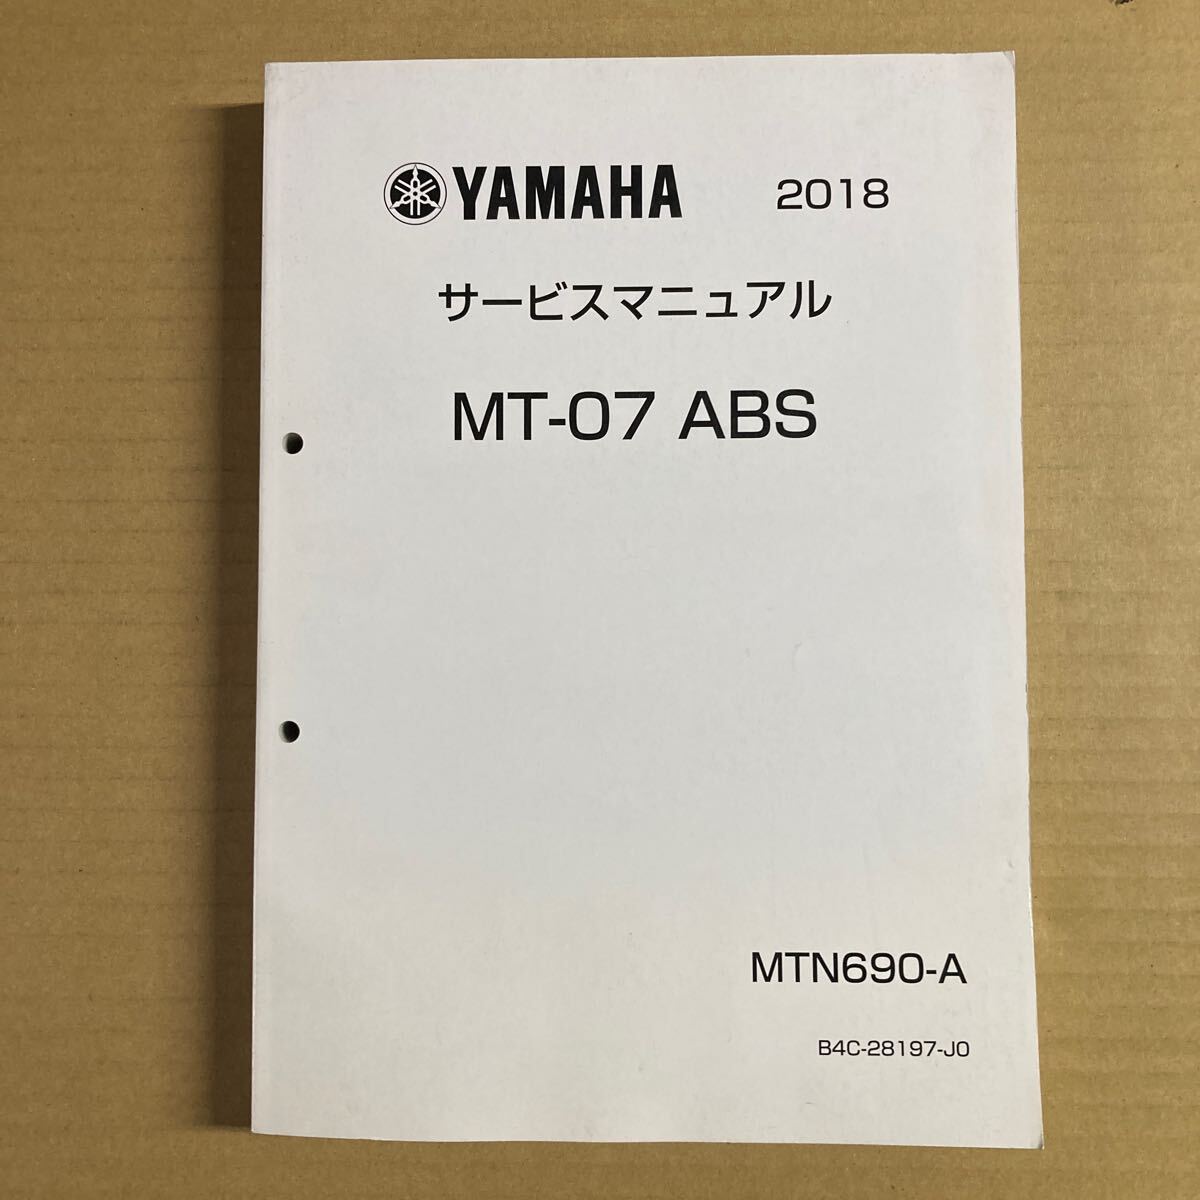 YAMAHA 2018
サービスマニュアル
MT-07 ABS
MTN690-A
B4C-28197-J0